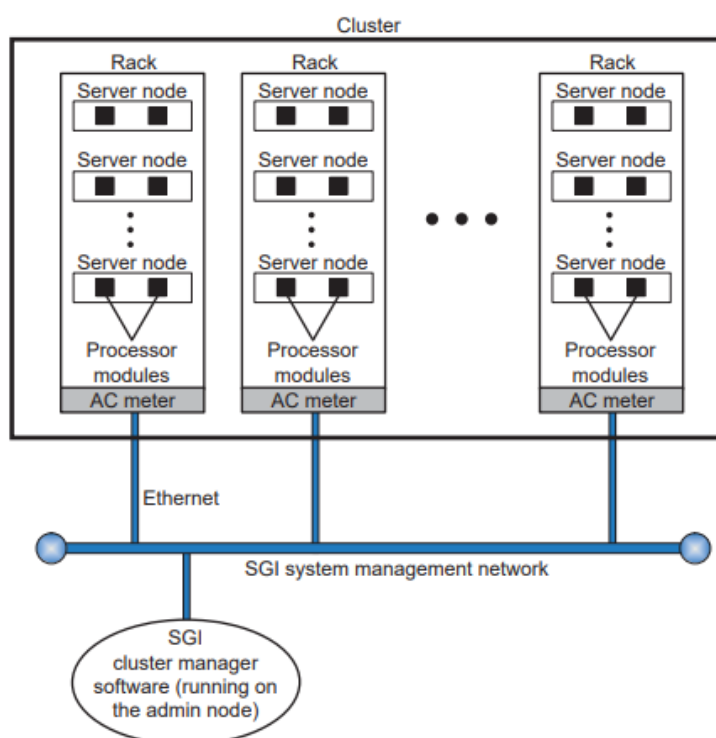 Cluster
Rack
Rack
Rack
Server node
Server node
Server node
Server node
Server node
Server node
Server node
Server node
Server node
Processor
modules
Processor
modules
Processor
modules
AC meter
AC meter
AC meter
Ethernet
SGI system management network
SGI
cluster manager
software (running on
the admin node)